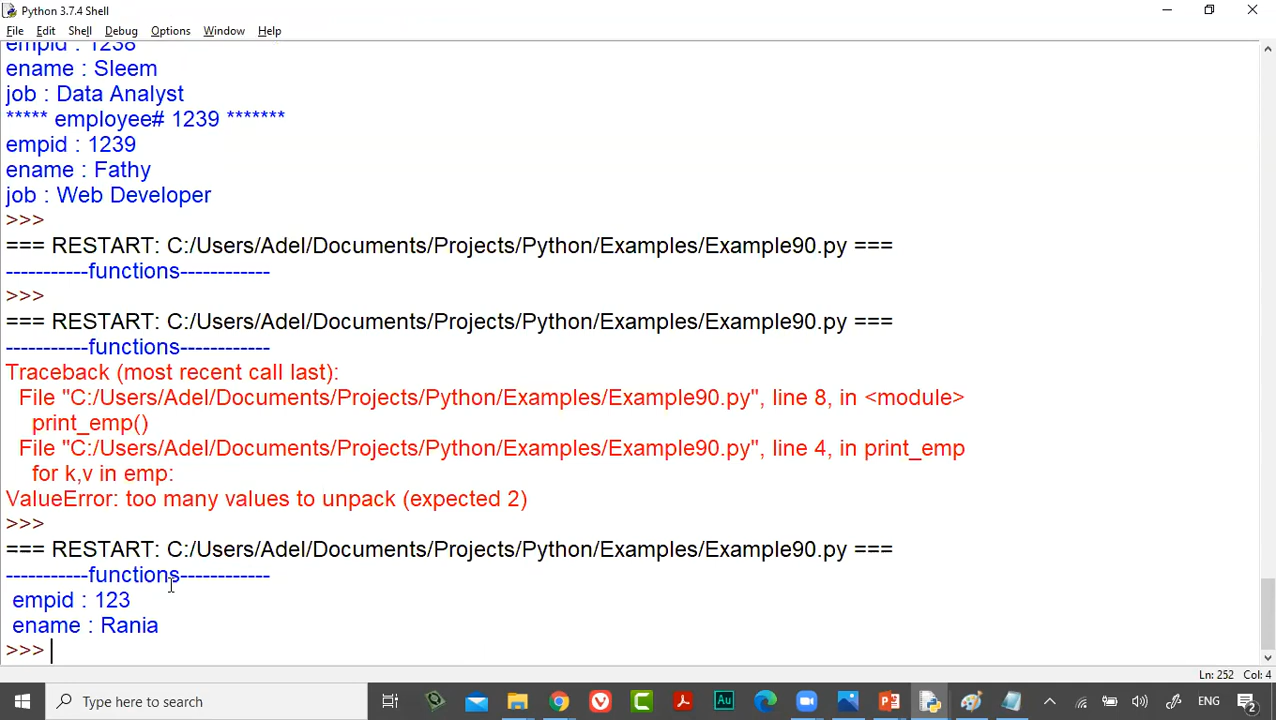 Python 3.7.4 Shell
File Edit Shell Debug Options Window Help
empid : 1238
ename : Sleem
job : Data Analyst
***** employee# 1239 *******
empid : 1239
ename : Fathy
job : Web Developer
>>>
=== RESTART: C:/Users/Adel/Documents/Projects/Python/Examples/Example90.py ===
-----------functions------------
>>>
=== RESTART: C:/Users/Adel/Documents/Projects/Python/Examples/Example90.py ===
-----------functions------------
Traceback (most recent call last):
File "C:/Users/Adel/Documents/Projects/Python/Examples/Example90.py", line 8, in <module>
print_emp()
File "C:/Users/Adel/Documents/Projects/Python/Examples/Example90.py", line 4, in print_emp
for k,v in emp:
ValueError: too many values to unpack (expected 2)
>>>
=== RESTART: C:/Users/Adel/Documents/Projects/Python/Examples/Example90.py ===
-----------functions------------
empid : 123
ename : Rania
>>>
Ln: 252 Col: 4
Type here to search
Au
ENG
2